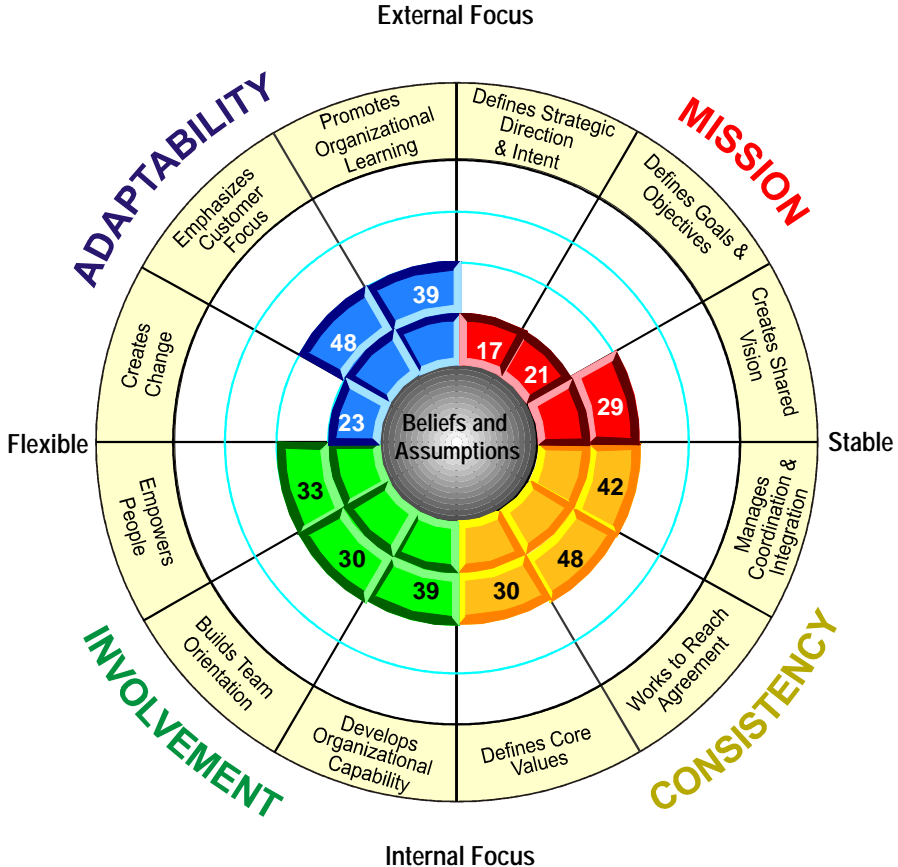 External Focus
ADAPTABILITY
MISSION
Promotes
Organizational
Learning
Defines Strategic
Direction
& Intent
Emphasizes
Customer
Focus
Defines Goals &
Objectives
Creates
Change
Creates Shared
Vision
39
48
17
21
23
29
Beliefs and
Assumptions
Flexible
Stable
33
42
30
48
39
30
Empowers
People
Manages
Coordination &
Integration
Builds Team
Orientation
Works to Reach
Agreement
Develops
Organizational
Capability
Defines Core
Values
INVOLVEMENT
CONSISTENCY
Internal Focus